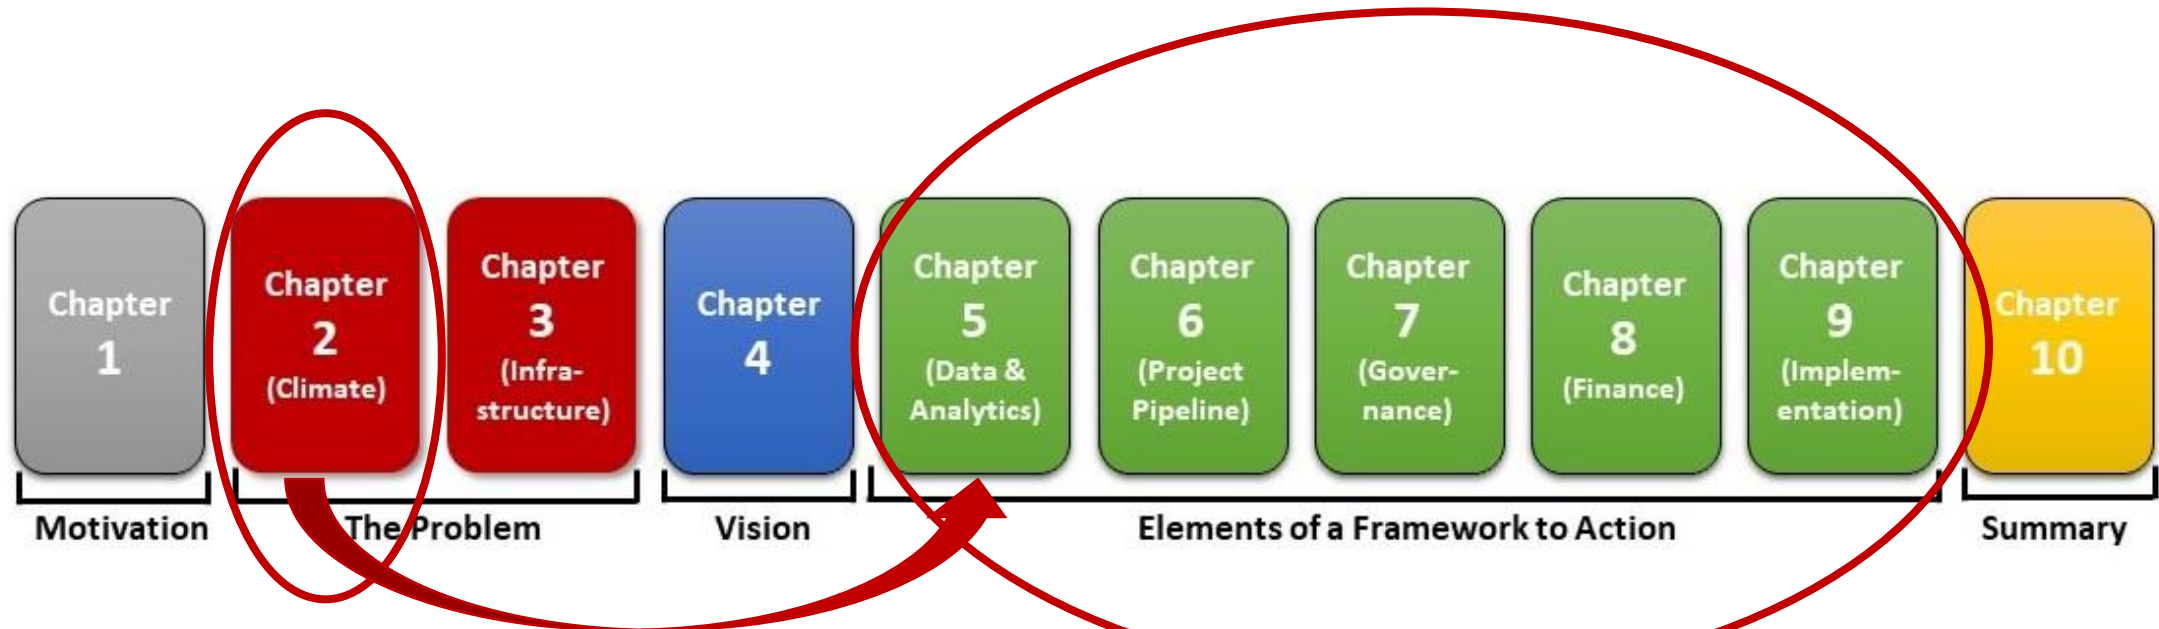 Chapter
1
Chapter
2
(Climate)
Chapter
3
(Infra-
structure)
Chapter
4
Chapter
5
(Data &
Analytics)
Chapter
6
(Project
Pipeline)
Chapter
7
(Gover-
nance)
Chapter
8
(Finance)
Chapter
9
(Implem-
entation)
Chapter
10
Motivation
The Problem
Vision
Elements of a Framework to Action
Summary